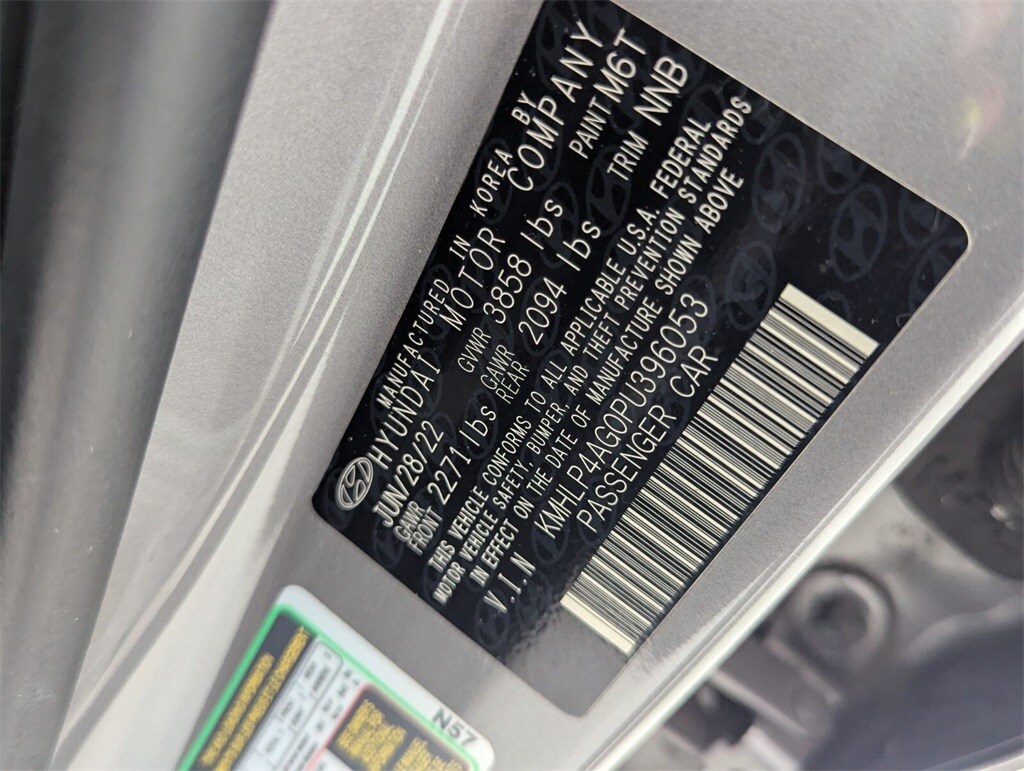 MANUFACTURED IN KOREA BY
HYUNDAI MOTOR COMPANY
JUN/28/22 GVWR 3858 lbs PAINT M6T
GAWR FRONT 2271 lbs GAWR REAR 2094 lbs TRIM NNB
THIS VEHICLE CONFORMS TO ALL APPLICABLE U.S.A. FEDERAL
MOTOR VEHICLE SAFETY, BUMPER, AND THEFT PREVENTION STANDARDS
IN EFFECT ON THE DATE OF MANUFACTURE SHOWN ABOVE
V.I.N KMHLP4AG0PU396053
PASSENGER CAR
N57